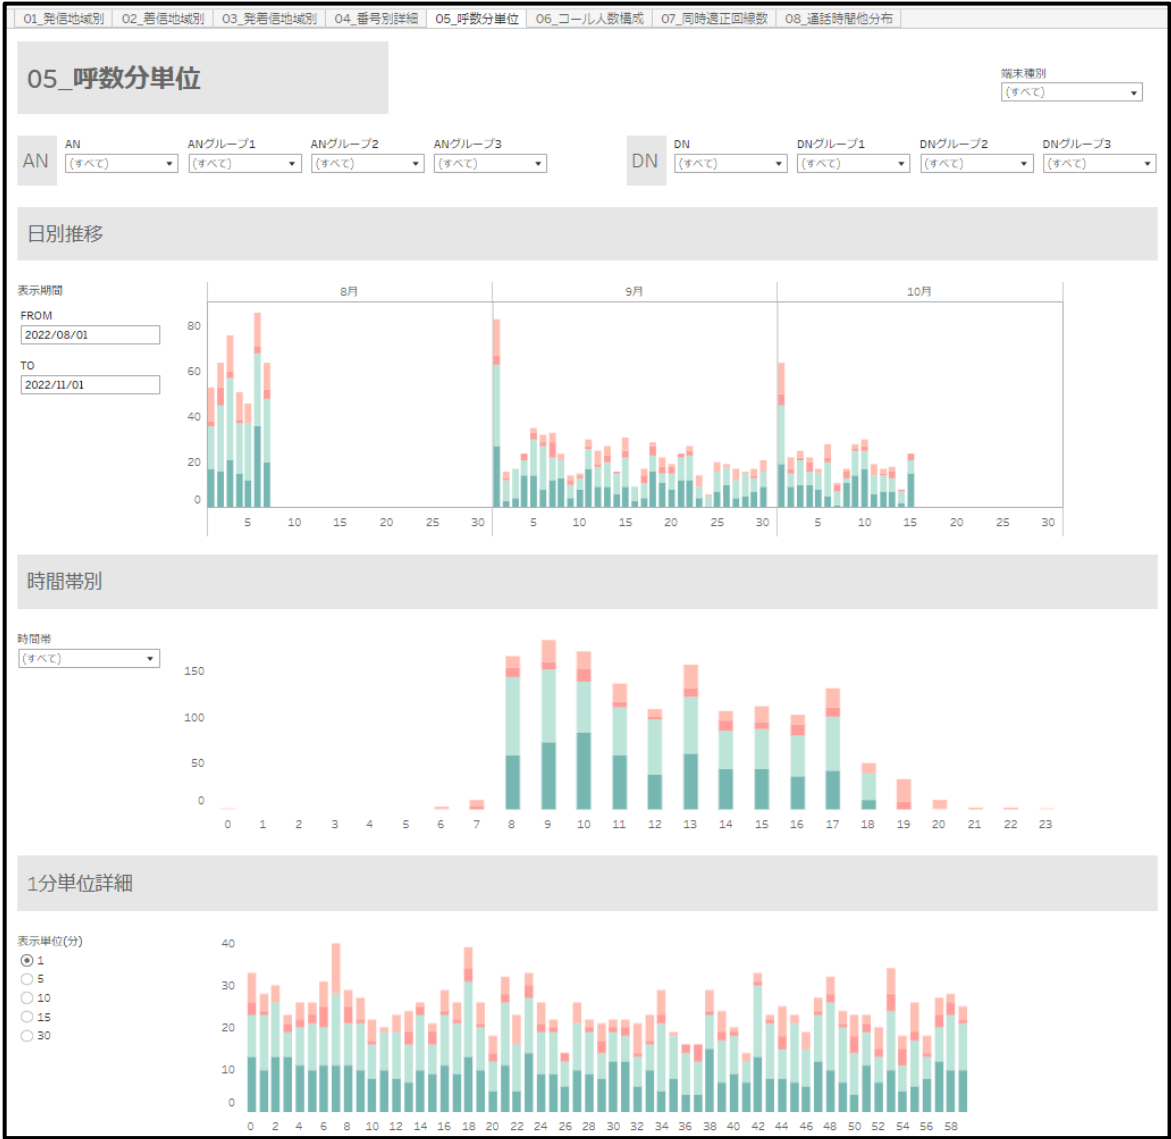 01_発信地域別 02_着信地域別 03_発着信地域別 04_番号別詳細 05_呼数分単位 06_コール人数構成 07_同時適正回線数 08_通話時間他分布
05_呼数分単位
端末種別
(すべて)
AN
AN ANグループ1 ANグループ2 ANグループ3
(すべて) (すべて) (すべて) (すべて)
DN
DN DNグループ1 DNグループ2 DNグループ3
(すべて) (すべて) (すべて) (すべて)
日別推移
表示期間
FROM
2022/08/01
TO
2022/11/01
8月 9月 10月
80
60
40
20
0
5 10 15 20 25 30 5 10 15 20 25 30 5 10 15 20 25 30
時間帯別
時間帯
(すべて)
150
100
50
0
0 1 2 3 4 5 6 7 8 9 10 11 12 13 14 15 16 17 18 19 20 21 22 23
1分単位詳細
表示単位(分)
1
5
10
15
30
40
30
20
10
0
0 2 4 6 8 10 12 14 16 18 20 22 24 26 28 30 32 34 36 38 40 42 44 46 48 50 52 54 56 58